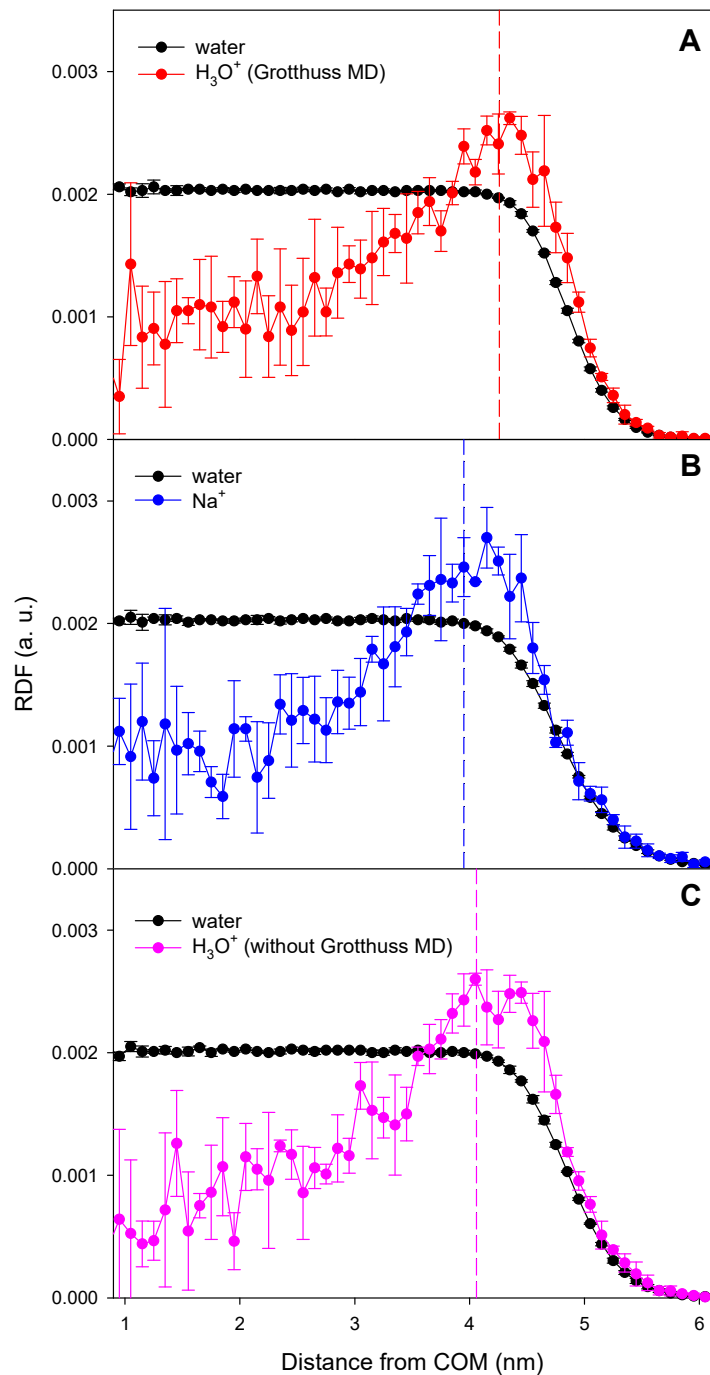 A
water
H₃O⁺ (Grotthuss MD)
0.003
0.002
0.001
0.000
B
water
Na⁺
0.003
0.002
0.001
0.000
RDF (a. u.)
C
water
H₃O⁺ (without Grotthuss MD)
0.003
0.002
0.001
0.000
1 2 3 4 5 6
Distance from COM (nm)